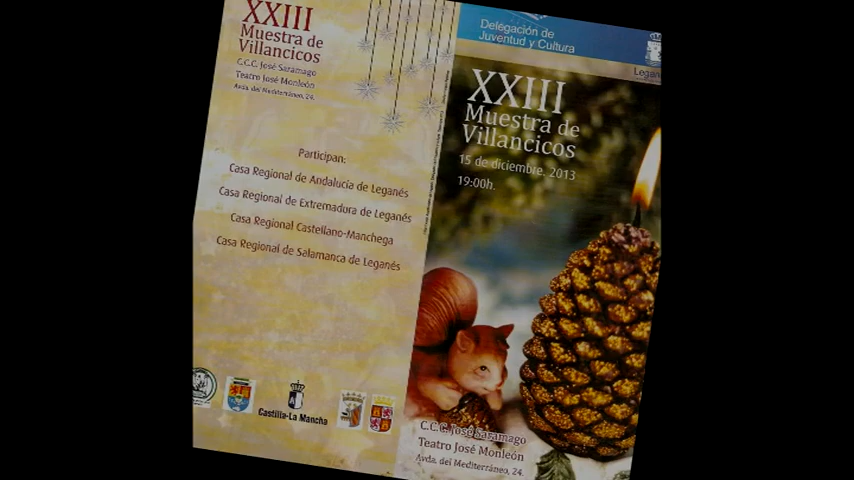 XXIII
Muestra de
Villancicos
C.C.C. José Saramago
Teatro José Monleón
Avda. del Mediterráneo, 24.
Participan:
Casa Regional de Andalucía de Leganés
Casa Regional de Extremadura de Leganés
Casa Regional Castellano-Manchega
Casa Regional de Salamanca de Leganés
Castilla-La Mancha
Delegación de
Juventud y Cultura
XXIII
Muestra de
Villancicos
15 de diciembre, 2013
19:00h.
C.C.C. José Saramago
Teatro José Monleón
Avda. del Mediterráneo, 24.